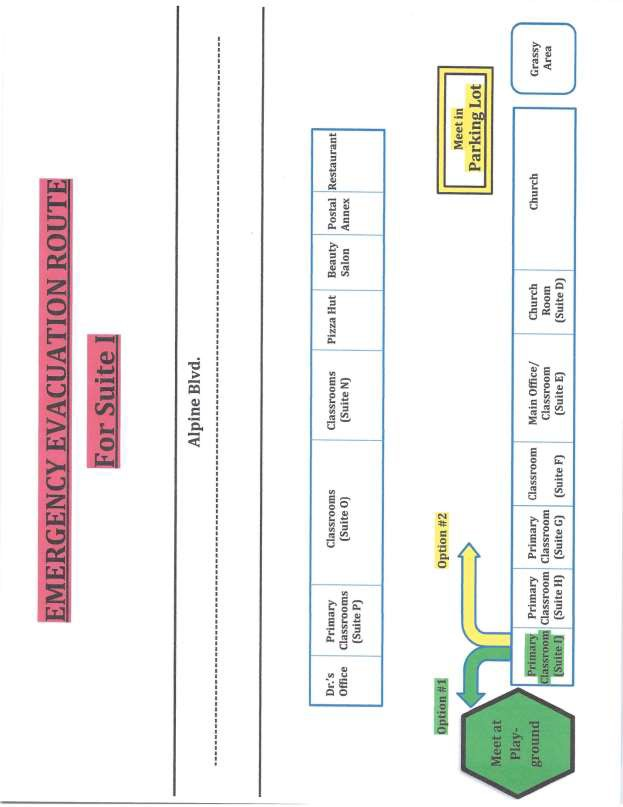 EMERGENCY EVACUATION ROUTE
For Suite I
Alpine Blvd.
Dr.'s
Office
Primary
Classrooms
(Suite P)
Classrooms
(Suite O)
Classrooms
(Suite N)
Pizza Hut
Beauty
Salon
Postal
Annex
Restaurant
Option #1
Option #2
Meet in
Parking Lot
Meet at
Play-
ground
Primary
Classroom
(Suite I)
Primary
Classroom
(Suite H)
Primary
Classroom
(Suite G)
Classroom
(Suite F)
Main Office/
Classroom
(Suite E)
Church
Room
(Suite D)
Church
Grassy
Area